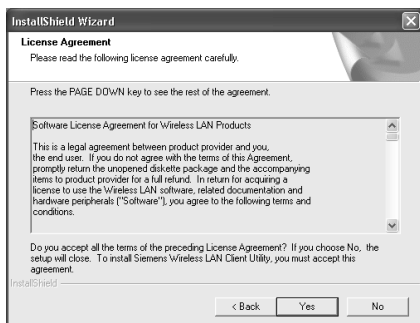 InstallShield Wizard
License Agreement
Please read the following license agreement carefully.
Press the PAGE DOWN key to see the rest of the agreement.
Software License Agreement for Wireless LAN Products
This is a legal agreement between product provider and you,
the end user. If you do not agree with the terms of this Agreement,
promptly return the unopened diskette package and the accompanying
items to product provider for a full refund. In return for acquiring a
license to use the Wireless LAN software, related documentation and
hardware peripherals ("Software"), you agree to the following terms and
conditions.
Do you accept all the terms of the preceding License Agreement? If you choose No, the
setup will close. To install Siemens Wireless LAN Client Utility, you must accept this
agreement.
InstallShield
< Back Yes No